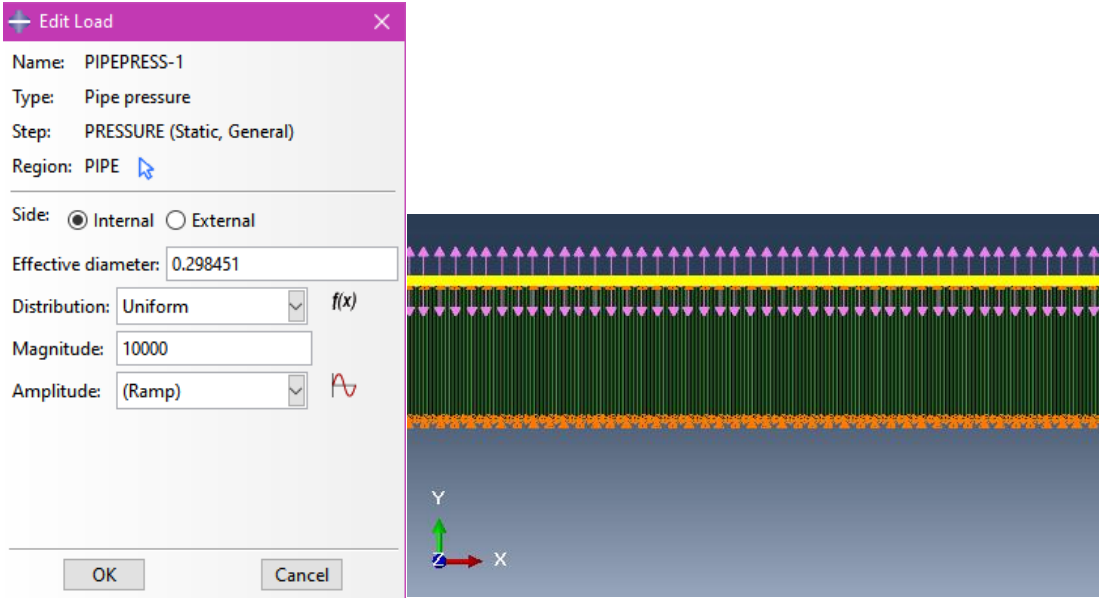 Edit Load
Name: PIPEPRESS-1
Type: Pipe pressure
Step: PRESSURE (Static, General)
Region: PIPE
Side: Internal External
Effective diameter: 0.298451
Distribution: Uniform f(x)
Magnitude: 10000
Amplitude: (Ramp)
OK Cancel
Y
Z X